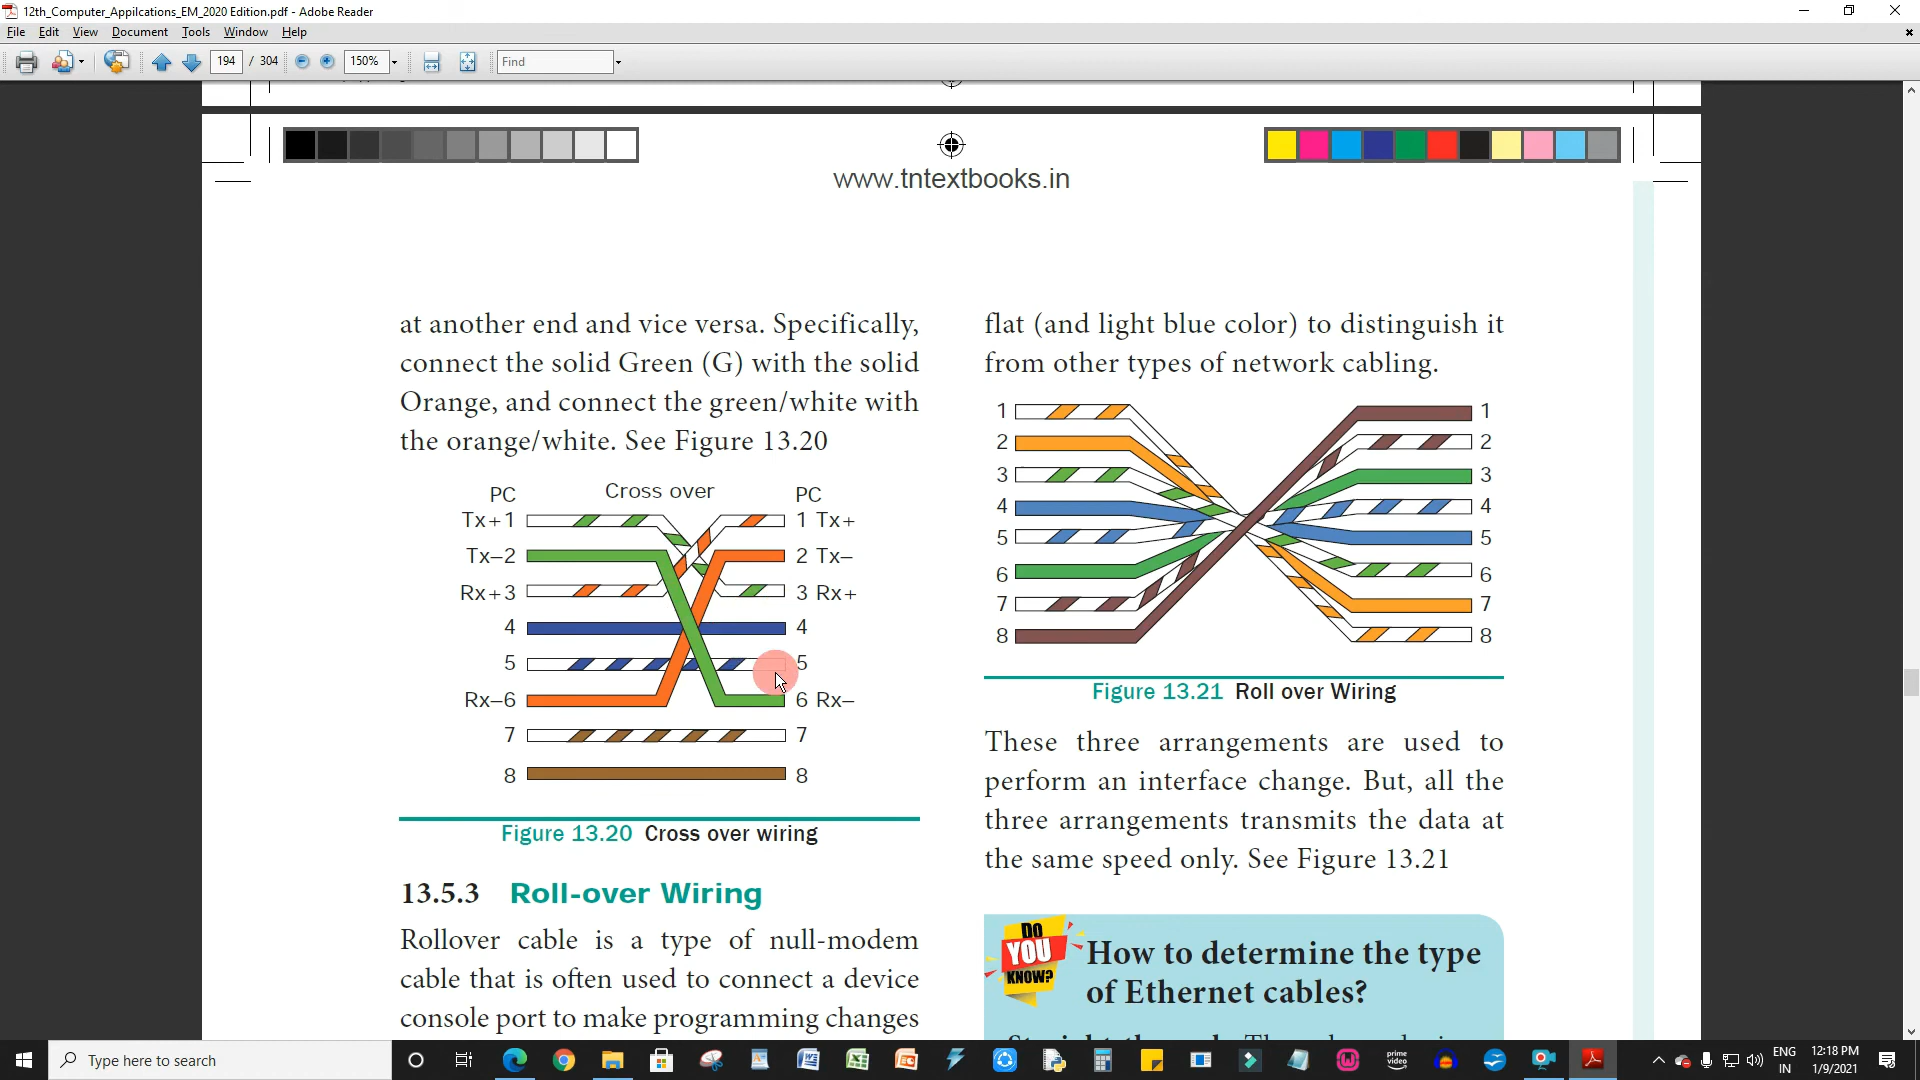 12th_Computer_Appilcations_EM_2020 Edition.pdf - Adobe Reader
File Edit View Document Tools Window Help
194 / 304 150% Find
www.tntextbooks.in
at another end and vice versa. Specifically,
connect the solid Green (G) with the solid
Orange, and connect the green/white with
the orange/white. See Figure 13.20
PC Cross over PC
Tx+1 1 Tx+
Tx–2 2 Tx–
Rx+3 3 Rx+
4 4
5 5
Rx–6 6 Rx–
7 7
8 8
Figure 13.20 Cross over wiring
13.5.3 Roll-over Wiring
Rollover cable is a type of null-modem
cable that is often used to connect a device
console port to make programming changes
flat (and light blue color) to distinguish it
from other types of network cabling.
1 1
2 2
3 3
4 4
5 5
6 6
7 7
8 8
Figure 13.21 Roll over Wiring
These three arrangements are used to
perform an interface change. But, all the
three arrangements transmits the data at
the same speed only. See Figure 13.21
DO
YOU
KNOW?
How to determine the type
of Ethernet cables?
Type here to search
prime
video
ENG
IN
12:18 PM
1/9/2021